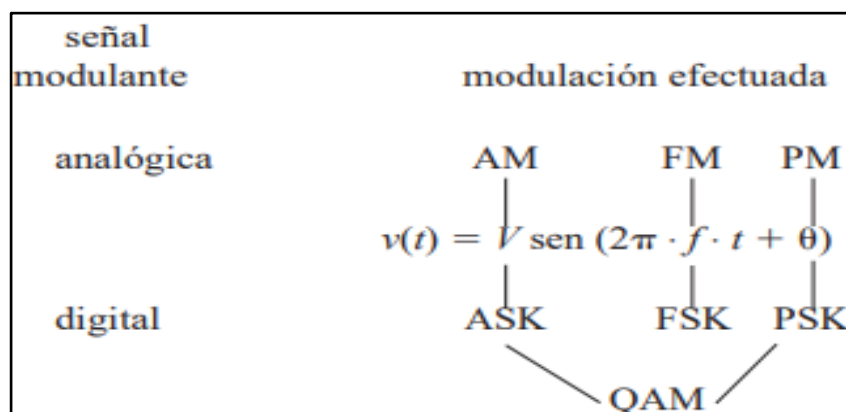 señal
modulante modulación efectuada
analógica AM FM PM
v(t) = V sen (2π · f · t + θ)
digital ASK FSK PSK
QAM